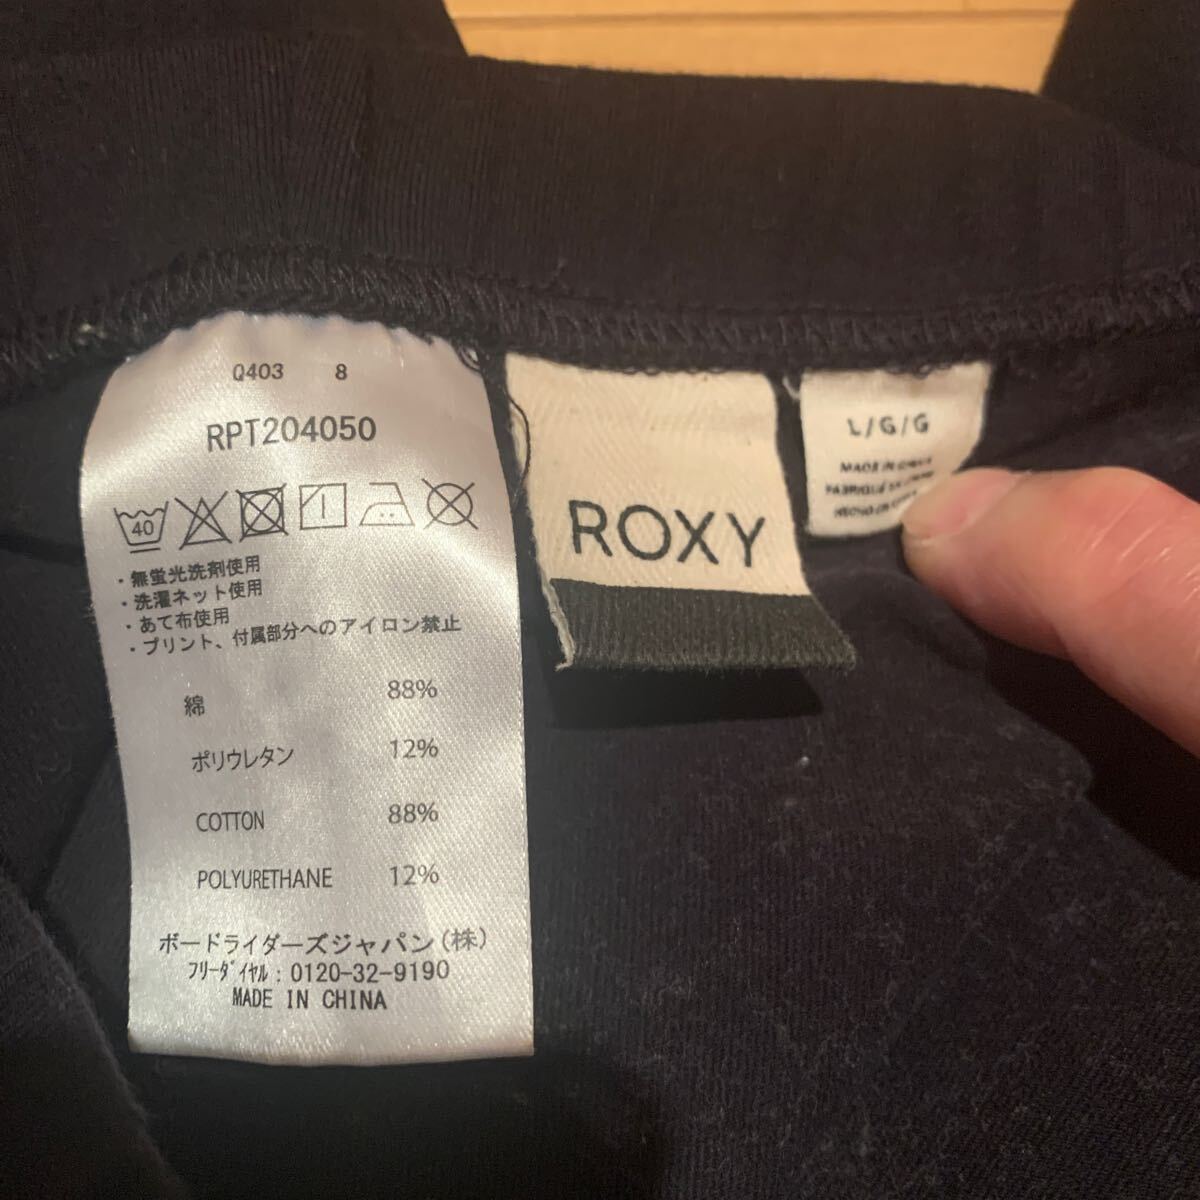 Q403 8
RPT204050
40
・無蛍光洗剤使用
・洗濯ネット使用
・あて布使用
・プリント、付属部分へのアイロン禁止
綿 88%
ポリウレタン 12%
COTTON 88%
POLYURETHANE 12%
ボードライダーズジャパン(株)
フリーダイヤル:0120-32-9190
MADE IN CHINA
ROXY
L/G/G
MADE IN CHINA